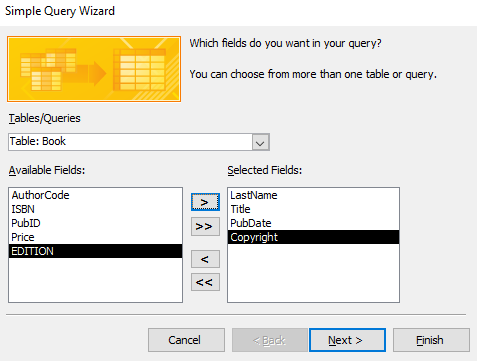 Simple Query Wizard
Which fields do you want in your query?
You can choose from more than one table or query.
Tables/Queries
Table: Book
Available Fields:
Selected Fields:
AuthorCode
ISBN
PubID
Price
EDITION
>
>>
<
<<
LastName
Title
PubDate
Copyright
Cancel
< Back
Next >
Finish